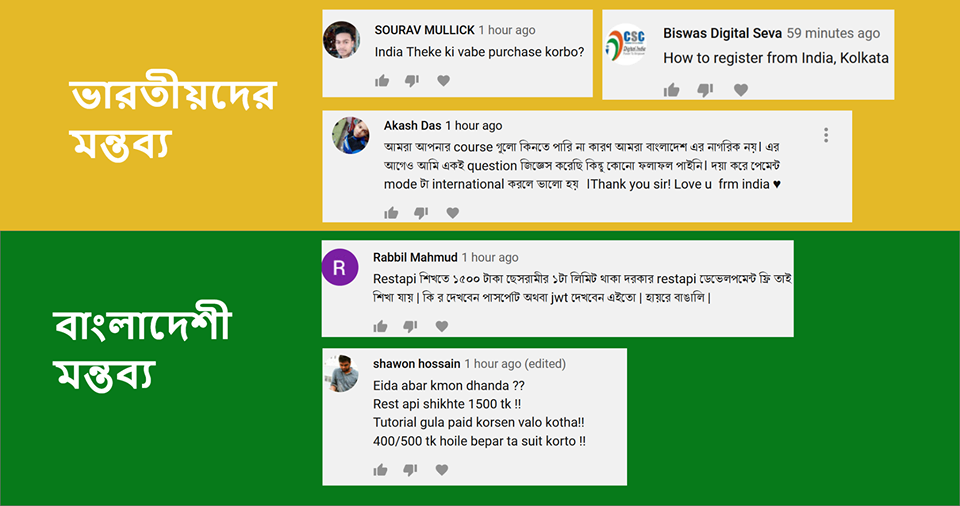 ভারতীয়দের
মন্তব্য
SOURAV MULLICK 1 hour ago
India Theke ki vabe purchase korbo?
CSC
Digital India
Biswas Digital Seva 59 minutes ago
How to register from India, Kolkata
Akash Das 1 hour ago
আমরা আপনার course গুলো কিনতে পারি না কারণ আমরা বাংলাদেশ এর নাগরিক নয়। এর
আগেও আমি একই question জিজ্ঞেস করেছি কিন্তু কোনো ফলাফল পাইনি। দয়া করে পেমেন্ট
mode টা international করলে ভালো হয় ।Thank you sir! Love u frm india ♥
বাংলাদেশী
মন্তব্য
R
Rabbil Mahmud 1 hour ago
Restapi শিখতে ১৫০০ টাকা ছেসরামীর ১টা লিমিট থাকা দরকার restapi ডেভেলপমেন্ট ফ্রি তাই
শিখা যায় | কি র দেখবেন পাসপোট অথবা jwt দেখবেন এইতো | হায়রে বাঙালি |
shawon hossain 1 hour ago (edited)
Eida abar kmon dhanda ??
Rest api shikhte 1500 tk !!
Tutorial gula paid korsen valo kotha!!
400/500 tk hoile bepar ta suit korto !!